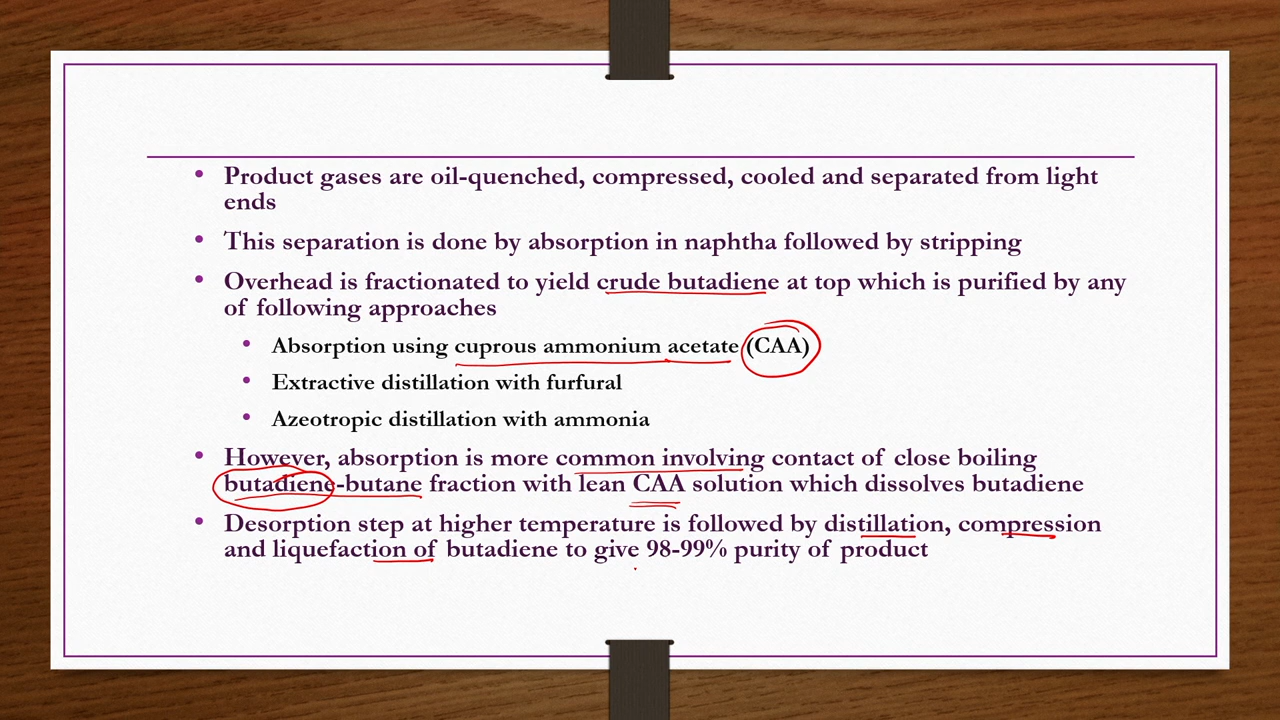 • Product gases are oil-quenched, compressed, cooled and separated from light
ends
• This separation is done by absorption in naphtha followed by stripping
• Overhead is fractionated to yield crude butadiene at top which is purified by any
of following approaches
• Absorption using cuprous ammonium acetate (CAA)
• Extractive distillation with furfural
• Azeotropic distillation with ammonia
• However, absorption is more common involving contact of close boiling
butadiene-butane fraction with lean CAA solution which dissolves butadiene
• Desorption step at higher temperature is followed by distillation, compression
and liquefaction of butadiene to give 98-99% purity of product